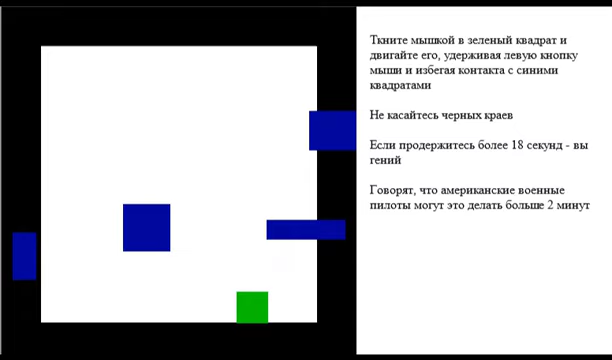 Ткните мышкой в зеленый квадрат и
двигайте его, удерживая левую кнопку
мыши и избегая контакта с синими
квадратами
Не касайтесь черных краев
Если продержитесь более 18 секунд - вы
гений
Говорят, что американские военные
пилоты могут это делать больше 2 минут